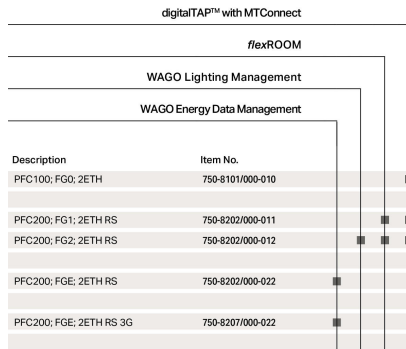 digitalTAP™ with MTConnect
flexROOM
WAGO Lighting Management
WAGO Energy Data Management
Description Item No.
PFC100; FG0; 2ETH 750-8101/000-010
PFC200; FG1; 2ETH RS 750-8202/000-011
PFC200; FG2; 2ETH RS 750-8202/000-012
PFC200; FGE; 2ETH RS 750-8202/000-022
PFC200; FGE; 2ETH RS 3G 750-8207/000-022